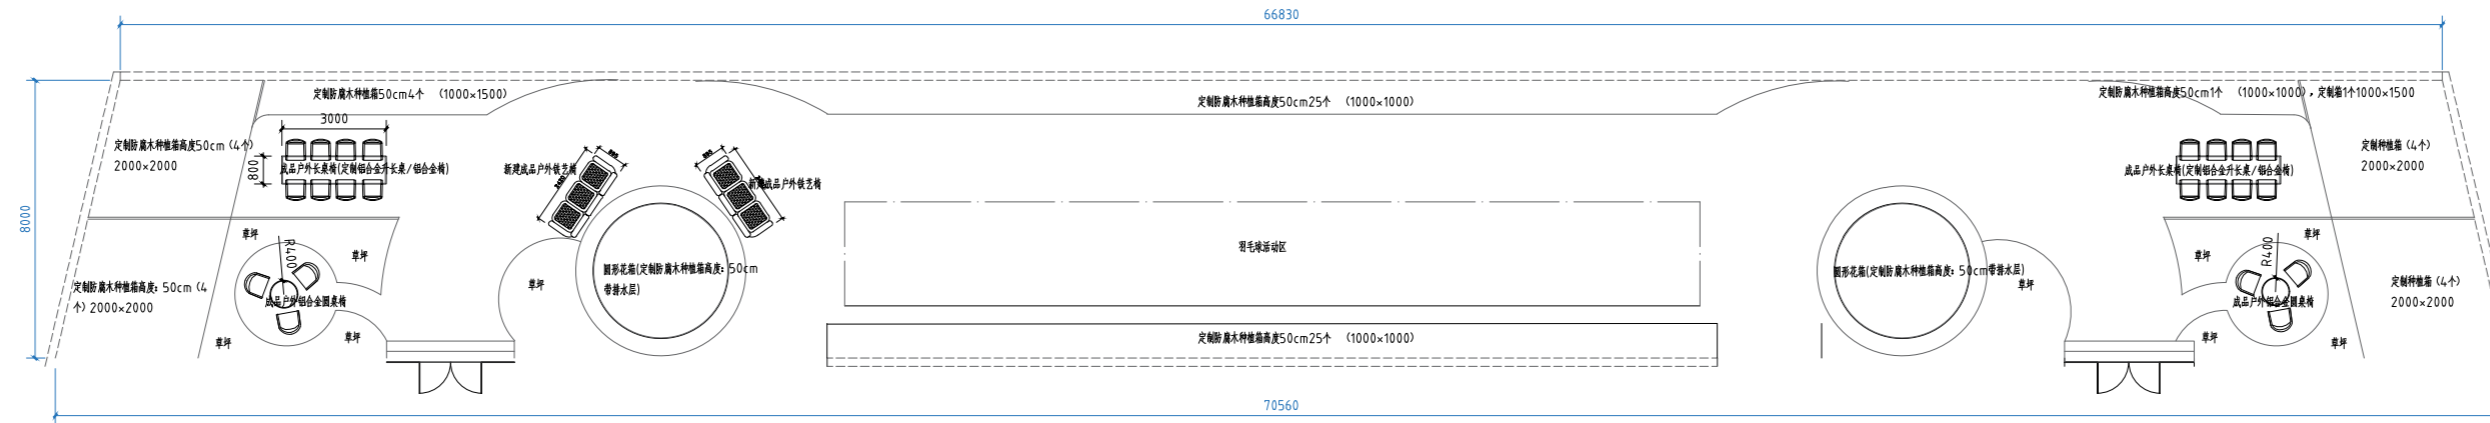 66830
定制防腐木种植箱50cm4个 (1000×1500)
定制防腐木种植箱高度50cm25个 (1000×1000)
定制防腐木种植箱高度50cm1个 (1000×1000), 定制箱1个1000×1500
3000
定制防腐木种植箱高度50cm (4个)
2000×2000
800
成品户外长桌椅(定制铝合金升长桌/铝合金椅)
新建成品户外铁艺椅
新建成品户外铁艺椅
成品户外长桌椅(定制铝合金升长桌/铝合金椅)
定制种植箱 (4个)
2000×2000
8000
草坪
R400
草坪
羽毛球活动区
草坪
R400
草坪
定制防腐木种植箱高度: 50cm (4
个) 2000×2000
成品户外铝合金圆桌椅
草坪
圆形花箱(定制防腐木种植箱高度: 50cm
带排水层)
圆形花箱(定制防腐木种植箱高度: 50cm带排水层)
草坪
成品户外铝合金圆桌椅
定制种植箱 (4个)
2000×2000
草坪
草坪
定制防腐木种植箱高度50cm25个 (1000×1000)
草坪
草坪
70560